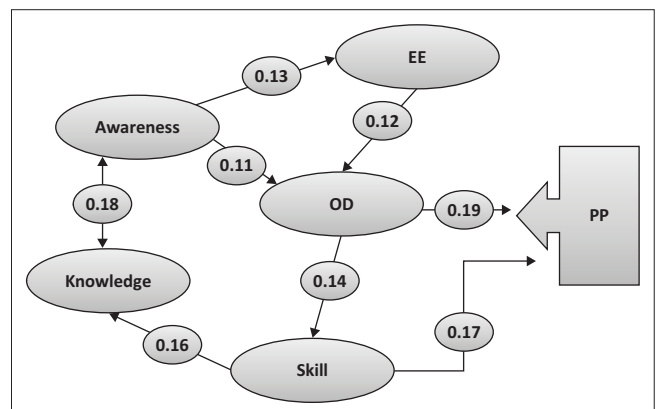 EE
0.13
Awareness
0.12
0.11
0.18
OD
0.19
PP
Knowledge
0.14
0.17
0.16
Skill